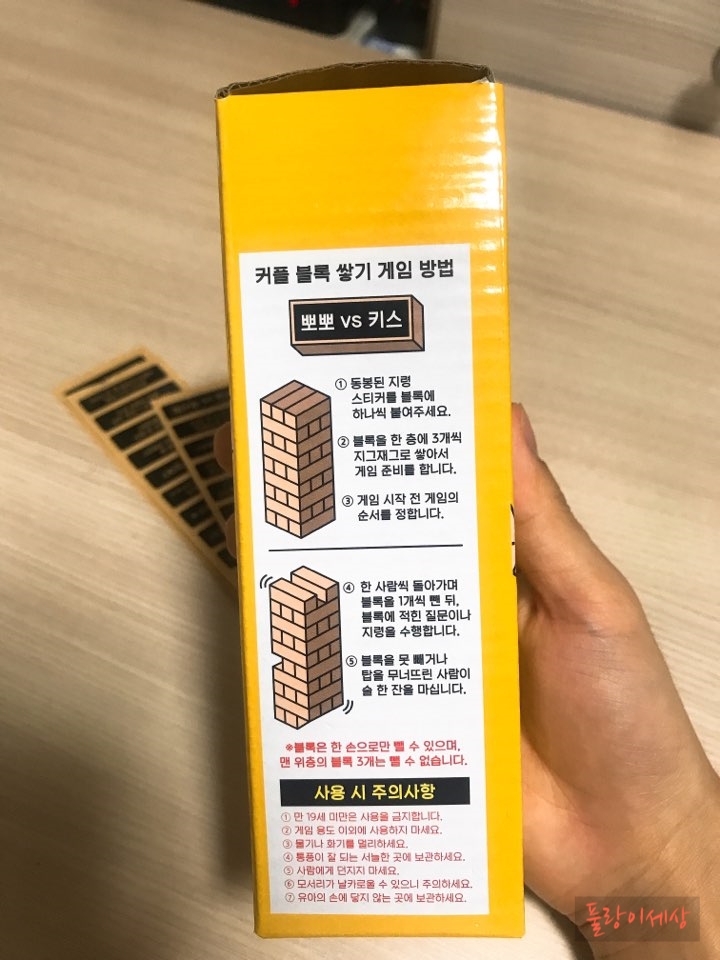 커플 블록 쌓기 게임 방법
뽀뽀 vs 키스
① 동봉된 지령
스티커를 블록에
하나씩 붙여주세요.
② 블록을 한 층에 3개씩
지그재그로 쌓아서
게임 준비를 합니다.
③ 게임 시작 전 게임의
순서를 정합니다.
④ 한 사람씩 돌아가며
블록을 1개씩 뺀 뒤,
블록에 적힌 질문이나
지령을 수행합니다.
⑤ 블록을 못 빼거나
탑을 무너뜨린 사람이
술 한 잔을 마십니다.
※블록은 한 손으로만 뺄 수 있으며,
맨 위층의 블록 3개는 뺄 수 없습니다.
사용 시 주의사항
① 만 19세 미만은 사용을 금지합니다.
② 게임 용도 이외에 사용하지 마세요.
③ 물기나 화기를 멀리하세요.
④ 통풍이 잘 되는 서늘한 곳에 보관하세요.
⑤ 사람에게 던지지 마세요.
⑥ 모서리가 날카로울 수 있으니 주의하세요.
⑦ 유아의 손에 닿지 않는 곳에 보관하세요.
풀랑이세상